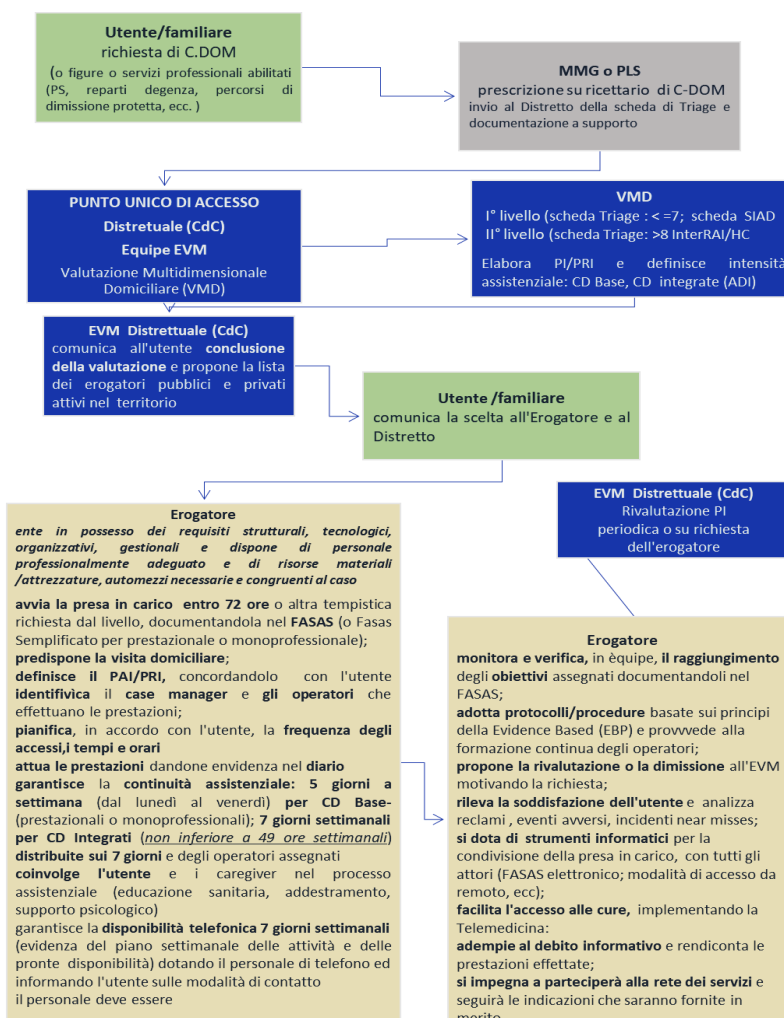 Utente/familiare
richiesta di C.DOM
(o figure o servizi professionali abilitati
(PS, reparti degenza, percorsi di
dimissione protetta, ecc. )
MMG o PLS
prescrizione su ricettario di C-DOM
invio al Distretto della scheda di Triage e
documentazione a supporto
PUNTO UNICO DI ACCESSO
Distretuale (CdC)
Equipe EVM
Valutazione Multidimensionale
Domiciliare (VMD)
VMD
I° livello (scheda Triage : < =7; scheda SIAD
II° livello (scheda Triage: >8 InterRAI/HC
Elabora PI/PRI e definisce intensità
assistenziale: CD Base, CD integrate (ADI)
EVM Distrettuale (CdC)
comunica all'utente conclusione
della valutazione e propone la lista
dei erogatori pubblici e privati
attivi nel territorio
Utente /familiare
comunica la scelta all'Erogatore e al
Distretto
EVM Distrettuale (CdC)
Rivalutazione PI
periodica o su richiesta
dell'erogatore
Erogatore
ente in possesso dei requisiti strutturali, tecnologici,
organizzativi, gestionali e dispone di personale
professionalmente adeguato e di risorse materiali
/attrezzature, automezzi necessarie e congruenti al caso
avvia la presa in carico entro 72 ore o altra tempistica
richiesta dal livello, documentandola nel FASAS (o Fasas
Semplificato per prestazionale o monoprofessionale);
predispone la visita domiciliare;
definisce il PAI/PRI, concordandolo con l'utente
identifivica il case manager e gli operatori che
effettuano le prestazioni;
pianifica, in accordo con l'utente, la frequenza degli
accessi,i tempi e orari
attua le prestazioni dandone envidenza nel diario
garantisce la continuità assistenziale: 5 giorni a
settimana (dal lunedì al venerdì) per CD Base-
(prestazionali o monoprofessionali); 7 giorni settimanali
per CD Integrati (non inferiore a 49 ore settimanali)
distribuite sui 7 giorni e degli operatori assegnati
coinvolge l'utente e i caregiver nel processo
assistenziale (educazione sanitaria, addestramento,
supporto psicologico)
garantisce la disponibilità telefonica 7 giorni settimanali
(evidenza del piano settimanale delle attività e delle
pronte disponibilità) dotando il personale di telefono ed
informando l'utente sulle modalità di contatto
il personale deve essere
Erogatore
monitora e verifica, in èquipe, il raggiungimento
degli obiettivi assegnati documentandoli nel
FASAS;
adotta protocolli/procedure basate sui principi
della Evidence Based (EBP) e provvvede alla
formazione continua degli operatori;
propone la rivalutazione o la dimissione all'EVM
motivando la richiesta;
rileva la soddisfazione dell'utente e analizza
reclami , eventi avversi, incidenti near misses;
si dota di strumenti informatici per la
condivisione della presa in carico, con tutti gli
attori (FASAS elettronico; modalità di accesso da
remoto, ecc);
facilita l'accesso alle cure, implementando la
Telemedicina:
adempie al debito informativo e rendiconta le
prestazioni effettate;
si impegna a parteciperà alla rete dei servizi e
seguirà le indicazioni che saranno fornite in
merito